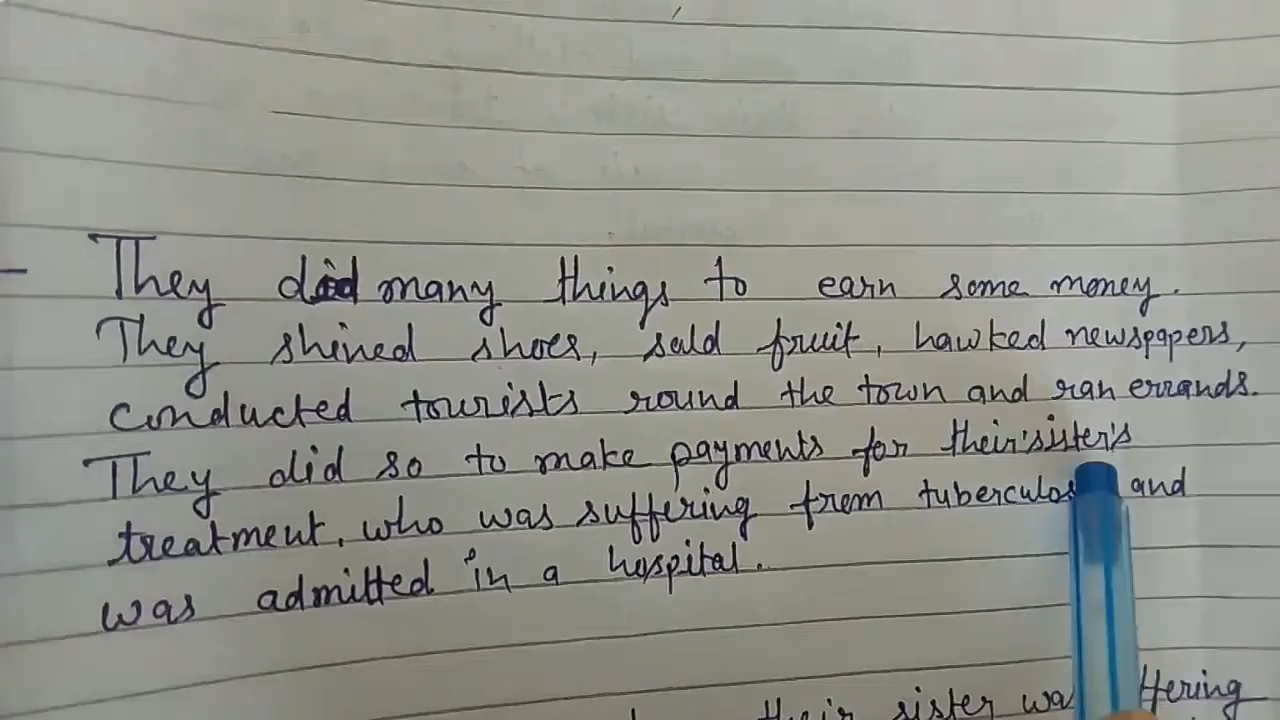 They did many things to earn some money.
They shined shoes, sold fruit, hawked newspapers,
conducted tourists round the town and ran errands.
They did so to make payments for their sister's
treatment, who was suffering from and
was admitted in a hospital.
their sister